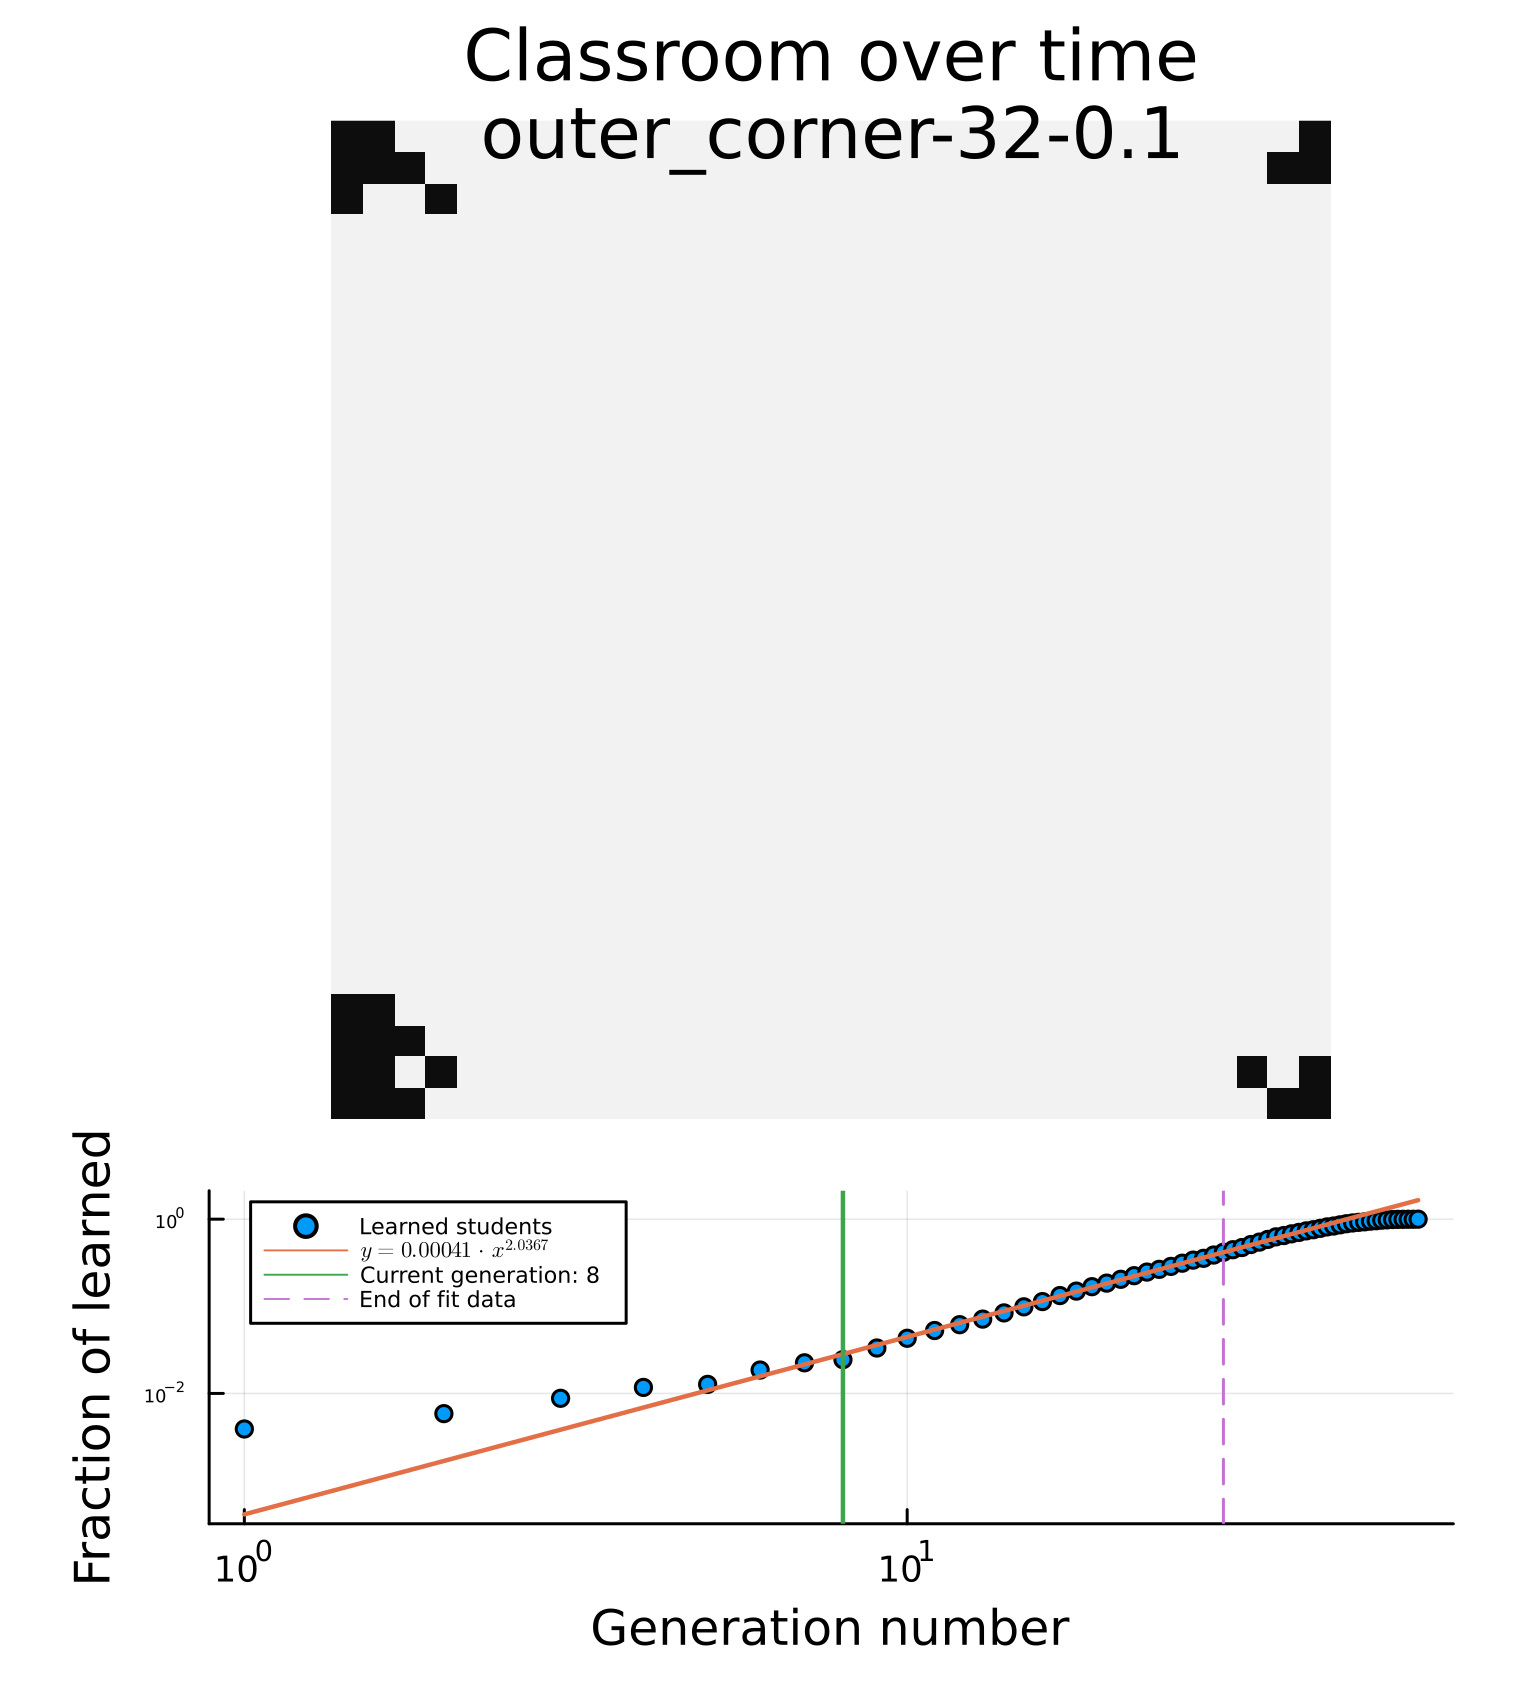 Classroom over time
outer_corner-32-0.1
Fraction of learned
10^0
10^-2
Learned students
y = 0.00041 · x^2.0367
Current generation: 8
End of fit data
10^0
10^1
Generation number